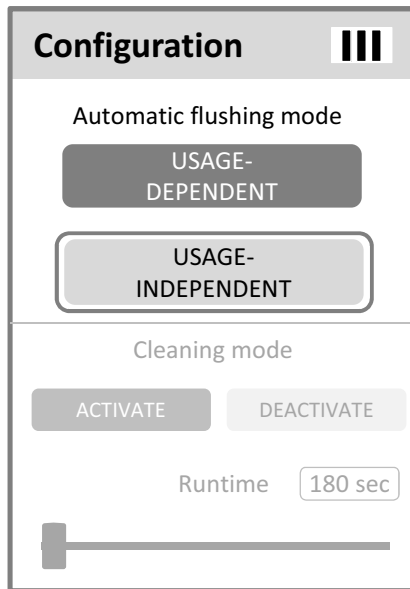 Configuration
Automatic flushing mode
USAGE-
DEPENDENT
USAGE-
INDEPENDENT
Cleaning mode
ACTIVATE DEACTIVATE
Runtime 180 sec